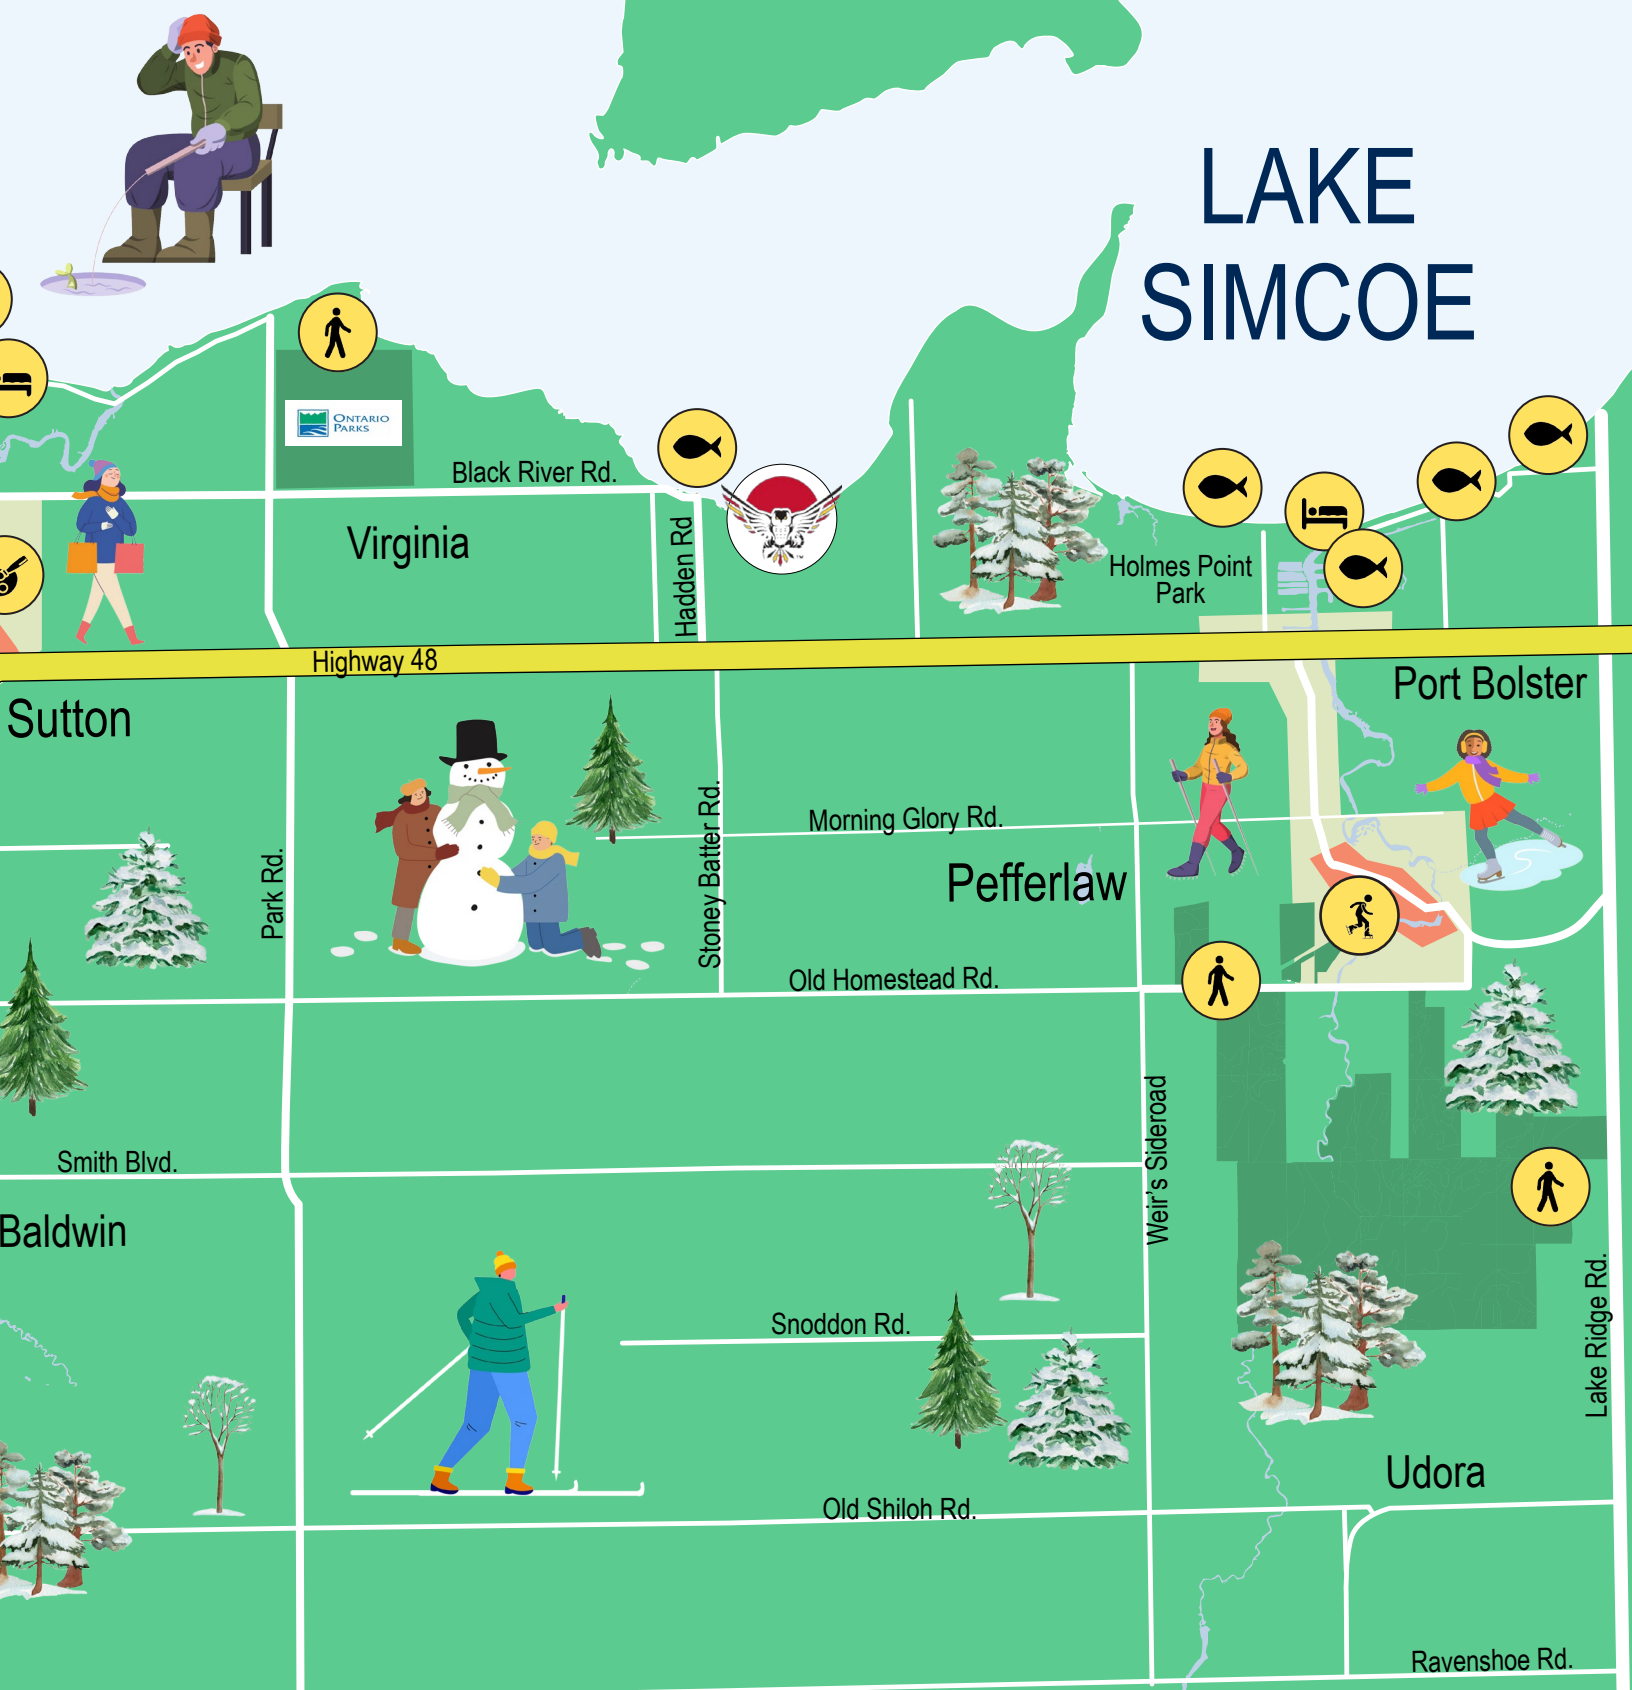 LAKE
SIMCOE
ONTARIO
PARKS
Black River Rd.
Virginia
Hadden Rd
Holmes Point
Park
Highway 48
Port Bolster
Sutton
Stoney Batter Rd.
Morning Glory Rd.
Park Rd.
Pefferlaw
Old Homestead Rd.
Weir's Sideroad
Smith Blvd.
Baldwin
Lake Ridge Rd.
Snoddon Rd.
Udora
Old Shiloh Rd.
Ravenshoe Rd.